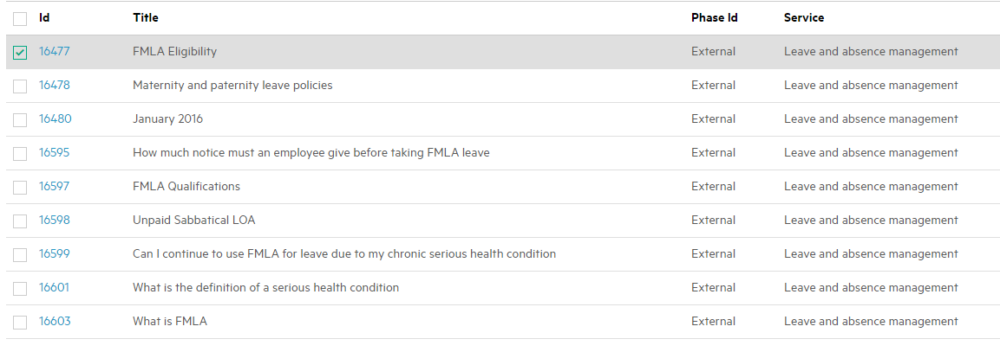 Id Title Phase Id Service
16477 FMLA Eligibility External Leave and absence management
16478 Maternity and paternity leave policies External Leave and absence management
16480 January 2016 External Leave and absence management
16595 How much notice must an employee give before taking FMLA leave External Leave and absence management
16597 FMLA Qualifications External Leave and absence management
16598 Unpaid Sabbatical LOA External Leave and absence management
16599 Can I continue to use FMLA for leave due to my chronic serious health condition External Leave and absence management
16601 What is the definition of a serious health condition External Leave and absence management
16603 What is FMLA External Leave and absence management